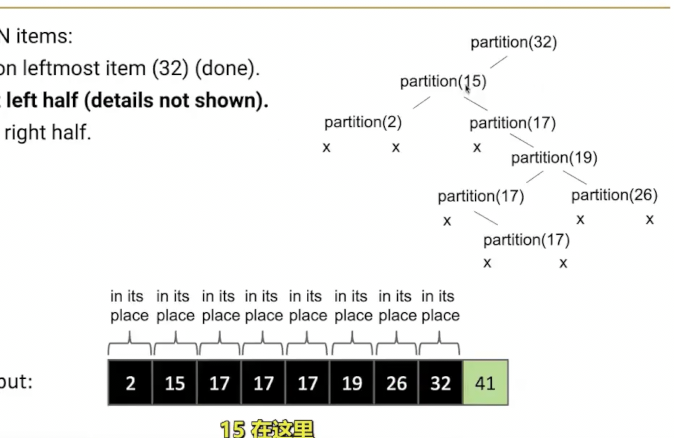 N items:
on leftmost item (32) (done).
left half (details not shown).
right half.
partition(32)
partition(15)
partition(2)
partition(17)
x
x
x
partition(19)
partition(17)
partition(26)
x
x
x
partition(17)
x
x
in its place
in its place
in its place
in its place
in its place
in its place
in its place
in its place
out:
2 15 17 17 17 19 26 32 41
15 在这里